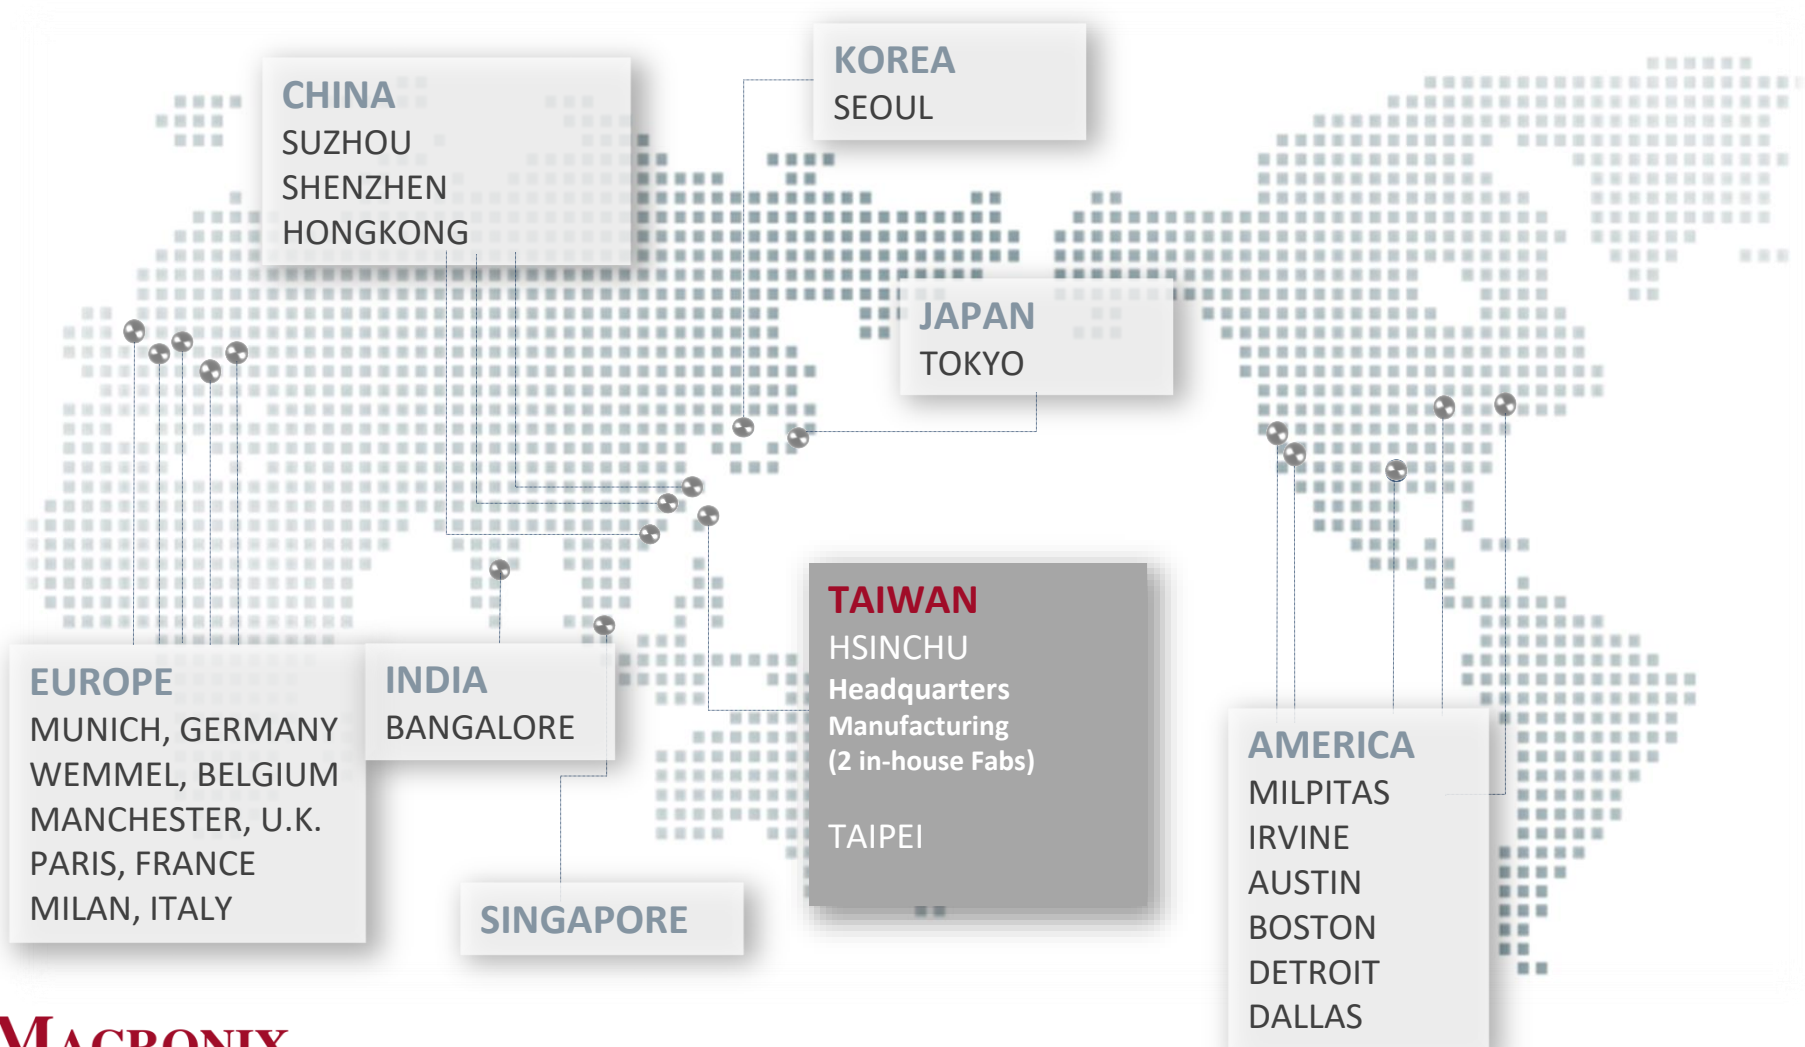 KOREA
SEOUL
CHINA
SUZHOU
SHENZHEN
HONGKONG
JAPAN
TOKYO
TAIWAN
HSINCHU
Headquarters
Manufacturing
(2 in-house Fabs)
TAIPEI
EUROPE
MUNICH, GERMANY
WEMMEL, BELGIUM
MANCHESTER, U.K.
PARIS, FRANCE
MILAN, ITALY
INDIA
BANGALORE
SINGAPORE
AMERICA
MILPITAS
IRVINE
AUSTIN
BOSTON
DETROIT
DALLAS
MACRONIX